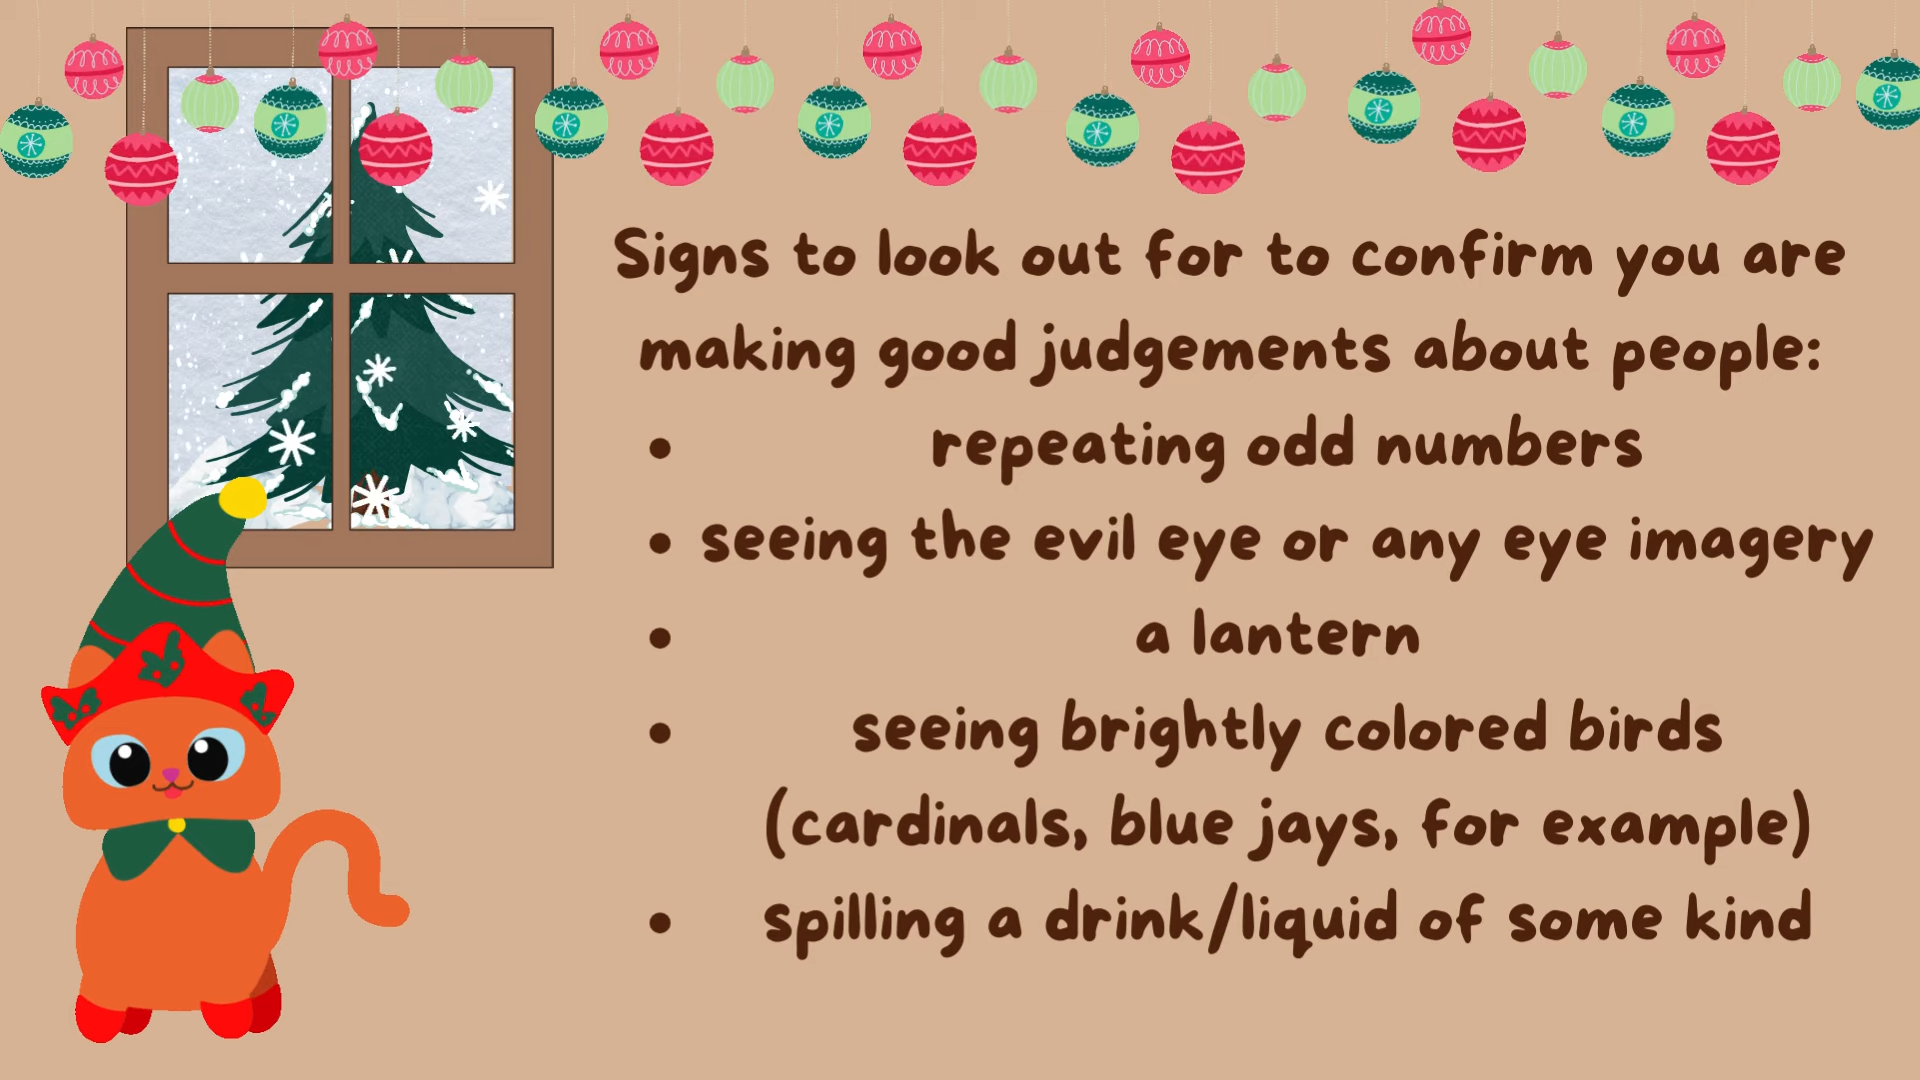 Signs to look out for to confirm you are
making good judgements about people:
• repeating odd numbers
• seeing the evil eye or any eye imagery
• a lantern
• seeing brightly colored birds
(cardinals, blue jays, for example)
• spilling a drink/liquid of some kind